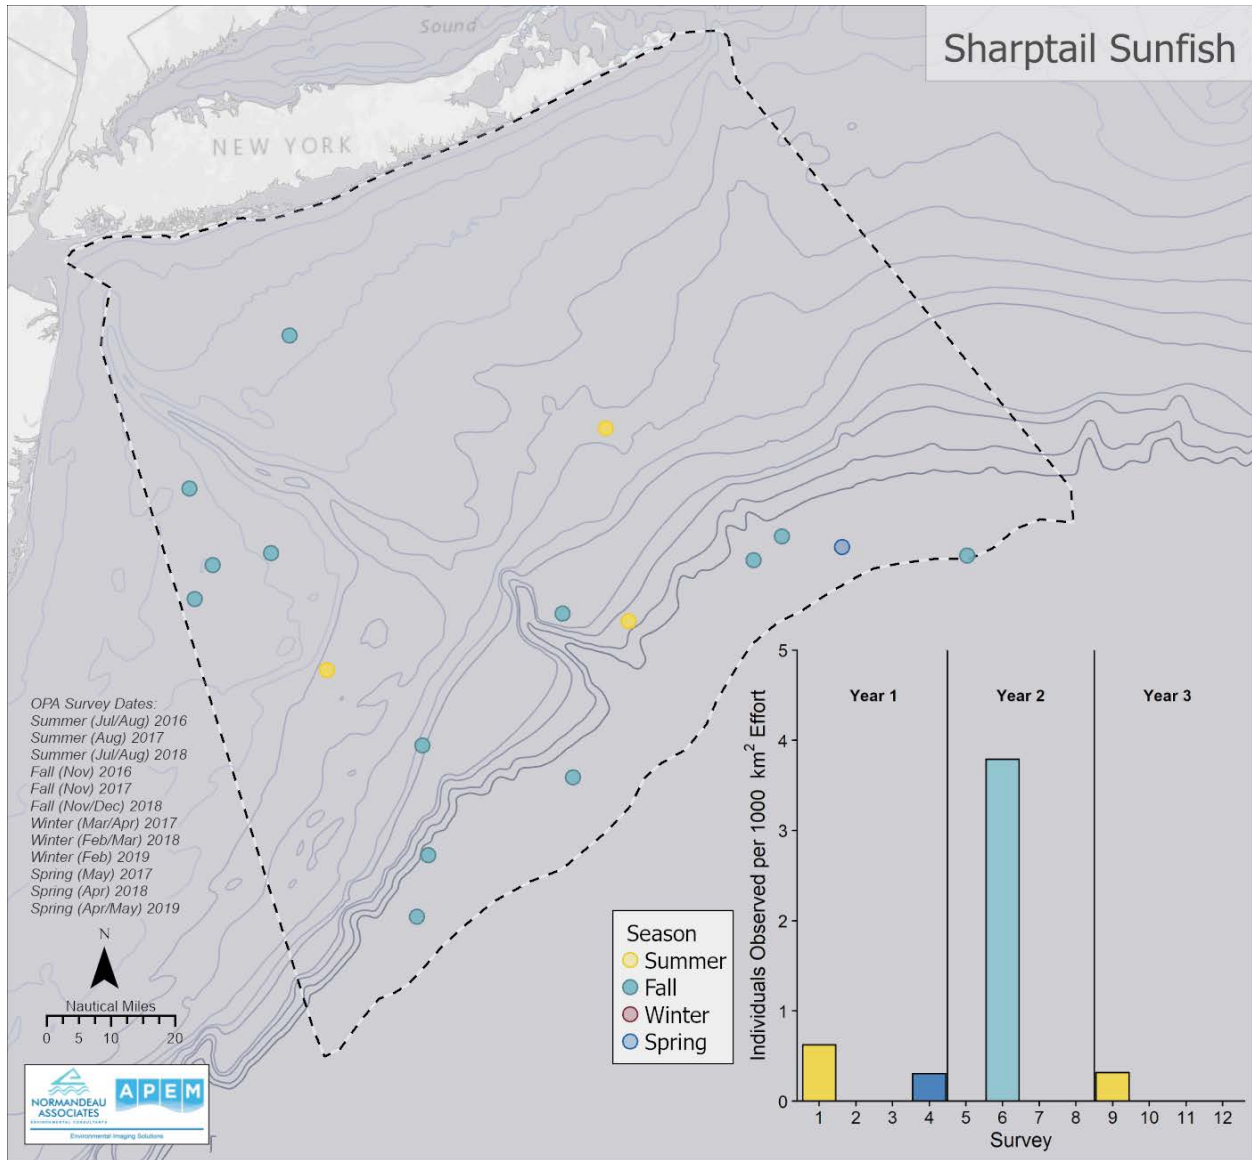 Sound
Sharptail Sunfish
NEW YORK
OPA Survey Dates:
Summer (Jul/Aug) 2016
Summer (Aug) 2017
Summer (Jul/Aug) 2018
Fall (Nov) 2016
Fall (Nov) 2017
Fall (Nov/Dec) 2018
Winter (Mar/Apr) 2017
Winter (Feb/Mar) 2018
Winter (Feb) 2019
Spring (May) 2017
Spring (Apr) 2018
Spring (Apr/May) 2019
N
Nautical Miles
0 5 10 20
NORMANDEAU
ASSOCIATES
ENVIRONMENTAL CONSULTANTS
APEM
Environmental Imaging Solutions
Season
Summer
Fall
Winter
Spring
Individuals Observed per 1000 km² Effort
5
4
3
2
1
0
Year 1 Year 2 Year 3
1 2 3 4 5 6 7 8 9 10 11 12
Survey